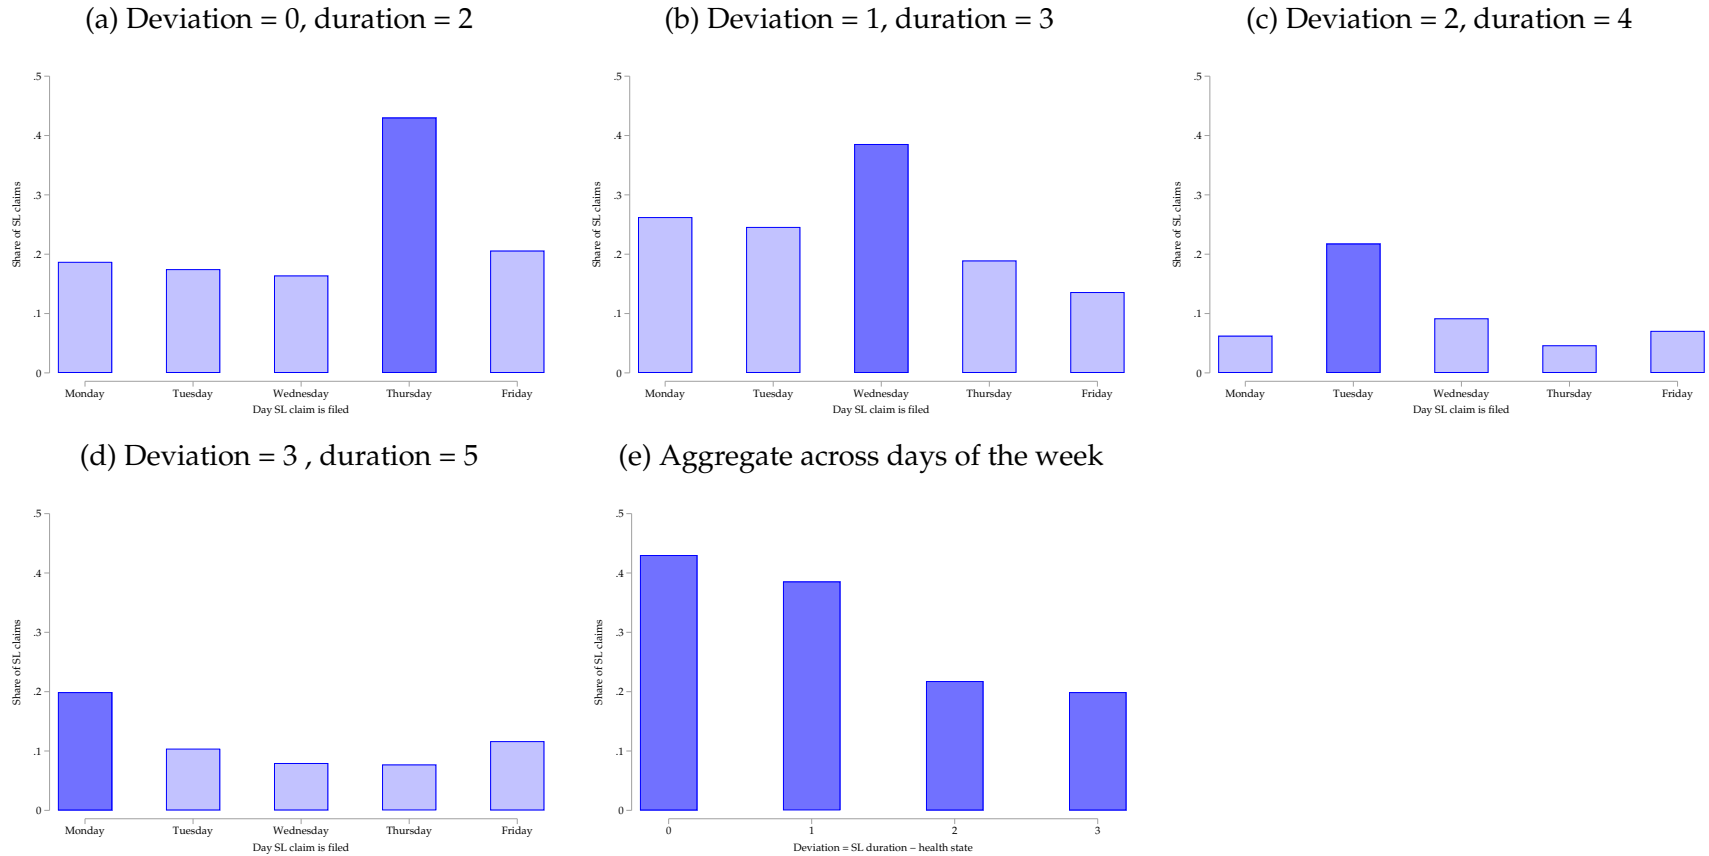 (a) Deviation = 0, duration = 2
.5
.4
.3
.2
.1
0
Share of SL claims
Monday Tuesday Wednesday Thursday Friday
Day SL claim is filed
(b) Deviation = 1, duration = 3
.5
.4
.3
.2
.1
0
Share of SL claims
Monday Tuesday Wednesday Thursday Friday
Day SL claim is filed
(c) Deviation = 2, duration = 4
.5
.4
.3
.2
.1
0
Share of SL claims
Monday Tuesday Wednesday Thursday Friday
Day SL claim is filed
(d) Deviation = 3 , duration = 5
.5
.4
.3
.2
.1
0
Share of SL claims
Monday Tuesday Wednesday Thursday Friday
Day SL claim is filed
(e) Aggregate across days of the week
.5
.4
.3
.2
.1
0
Share of SL claims
0 1 2 3
Deviation = SL duration − health state